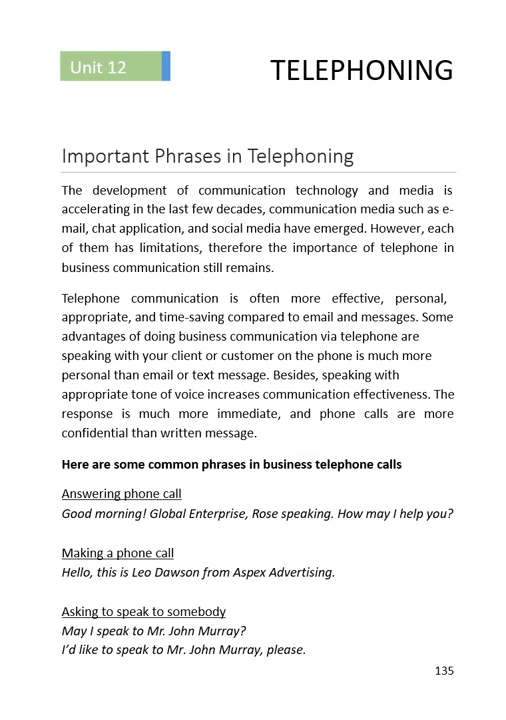 Unit 12
TELEPHONING
Important Phrases in Telephoning
The development of communication technology and media is
accelerating in the last few decades, communication media such as e-
mail, chat application, and social media have emerged. However, each
of them has limitations, therefore the importance of telephone in
business communication still remains.
Telephone communication is often more effective, personal,
appropriate, and time-saving compared to email and messages. Some
advantages of doing business communication via telephone are
speaking with your client or customer on the phone is much more
personal than email or text message. Besides, speaking with
appropriate tone of voice increases communication effectiveness. The
response is much more immediate, and phone calls are more
confidential than written message.
Here are some common phrases in business telephone calls
Answering phone call
Good morning! Global Enterprise, Rose speaking. How may I help you?
Making a phone call
Hello, this is Leo Dawson from Aspex Advertising.
Asking to speak to somebody
May I speak to Mr. John Murray?
I'd like to speak to Mr. John Murray, please.
135